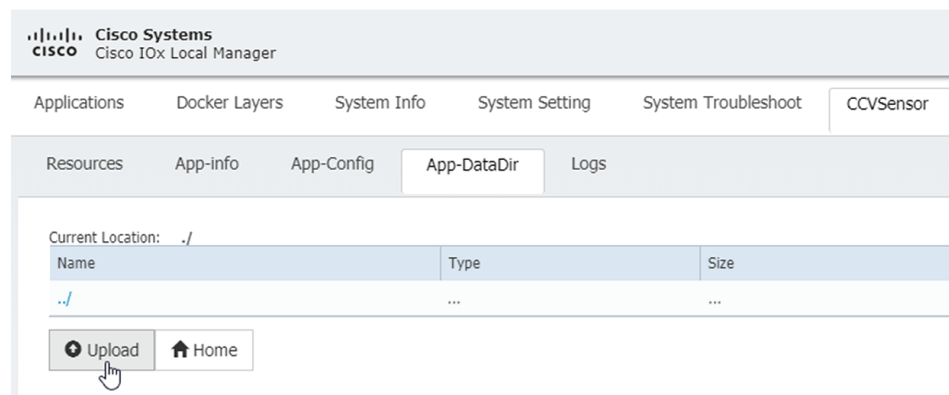 Cisco Systems
CISCO Cisco IOx Local Manager
Applications Docker Layers System Info System Setting System Troubleshoot CCVSensor
Resources App-info App-Config App-DataDir Logs
Current Location: ./
Name Type Size
../ ... ...
Upload Home